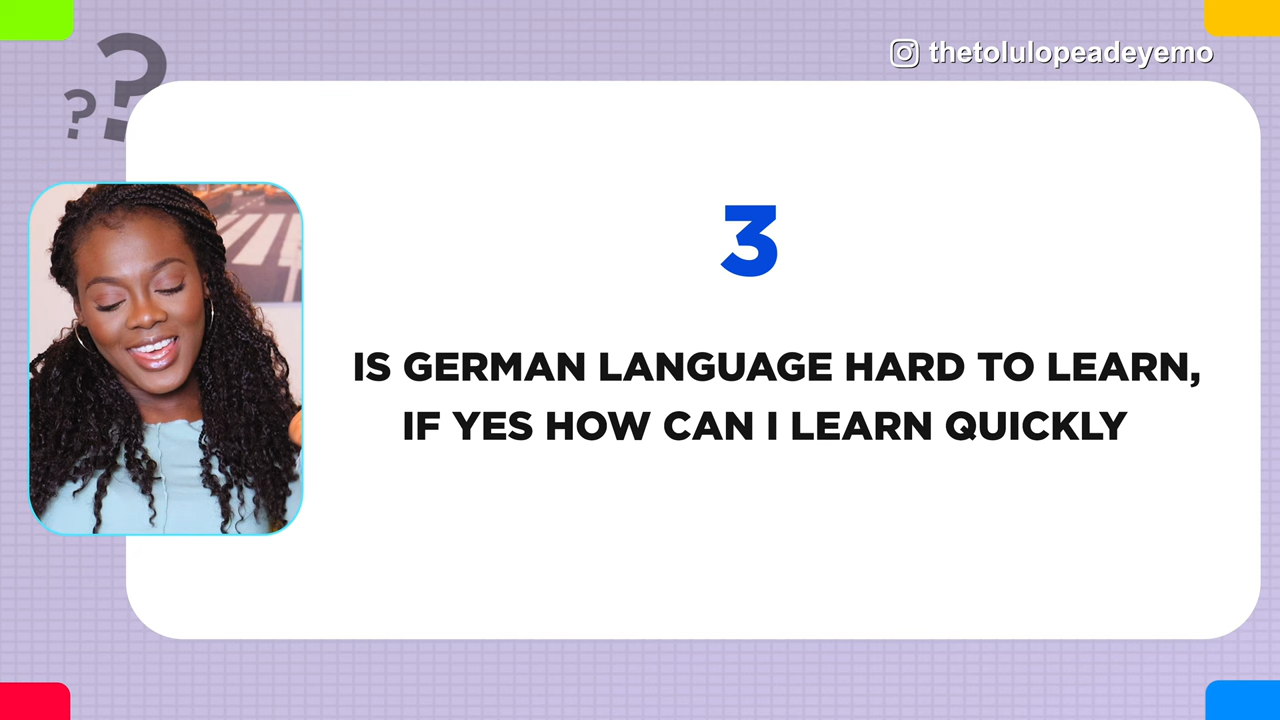 thetolulopeadeyemo
??
3
IS GERMAN LANGUAGE HARD TO LEARN,
IF YES HOW CAN I LEARN QUICKLY